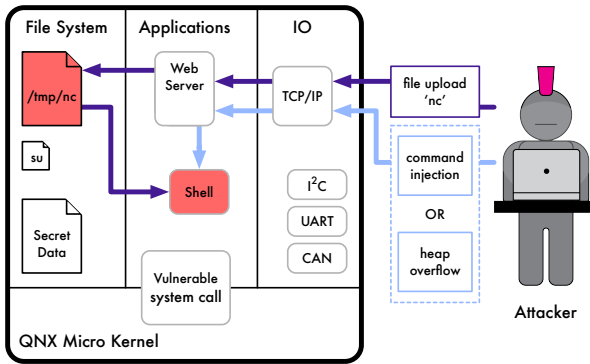 File System
Applications
IO
/tmp/nc
su
Secret
Data
Web
Server
Shell
Vulnerable
system call
TCP/IP
I²C
UART
CAN
QNX Micro Kernel
file upload
‘nc’
command
injection
OR
heap
overflow
Attacker